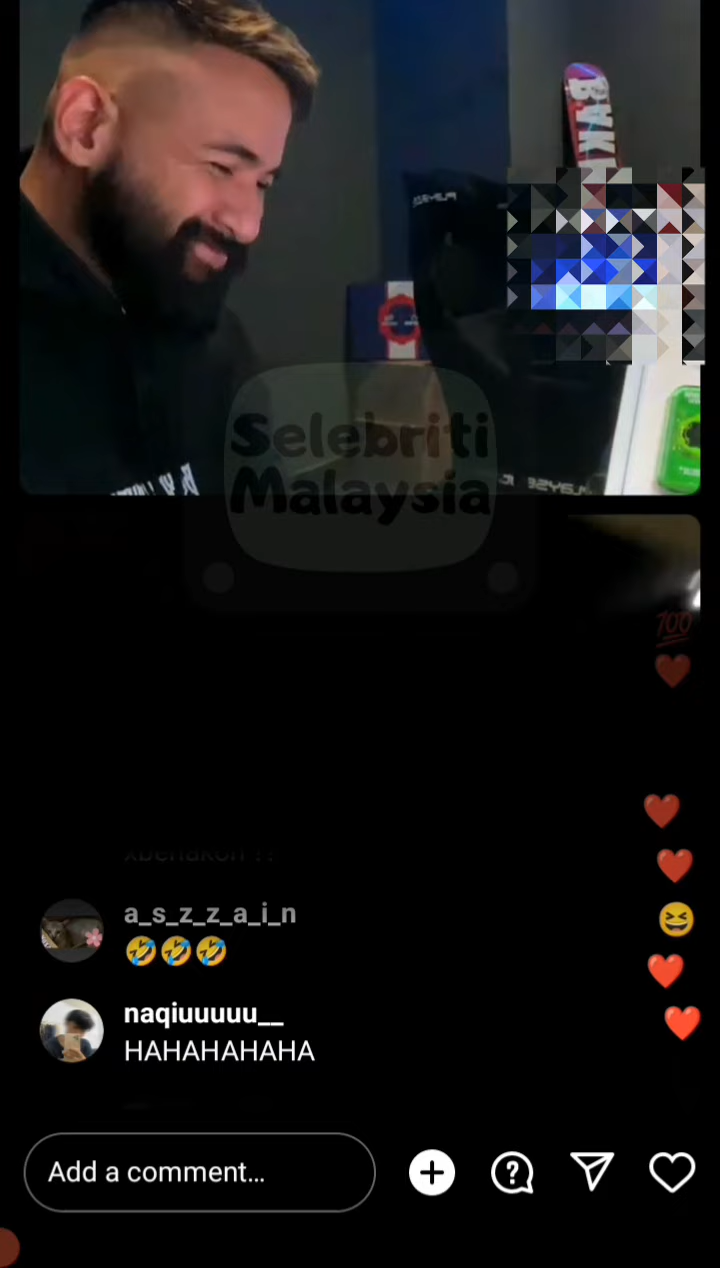 Selebriti
Malaysia
💯
a_s_z_z_a_i_n
🤣🤣🤣
naqiuuuuu__
HAHAHAHAHA
Add a comment…